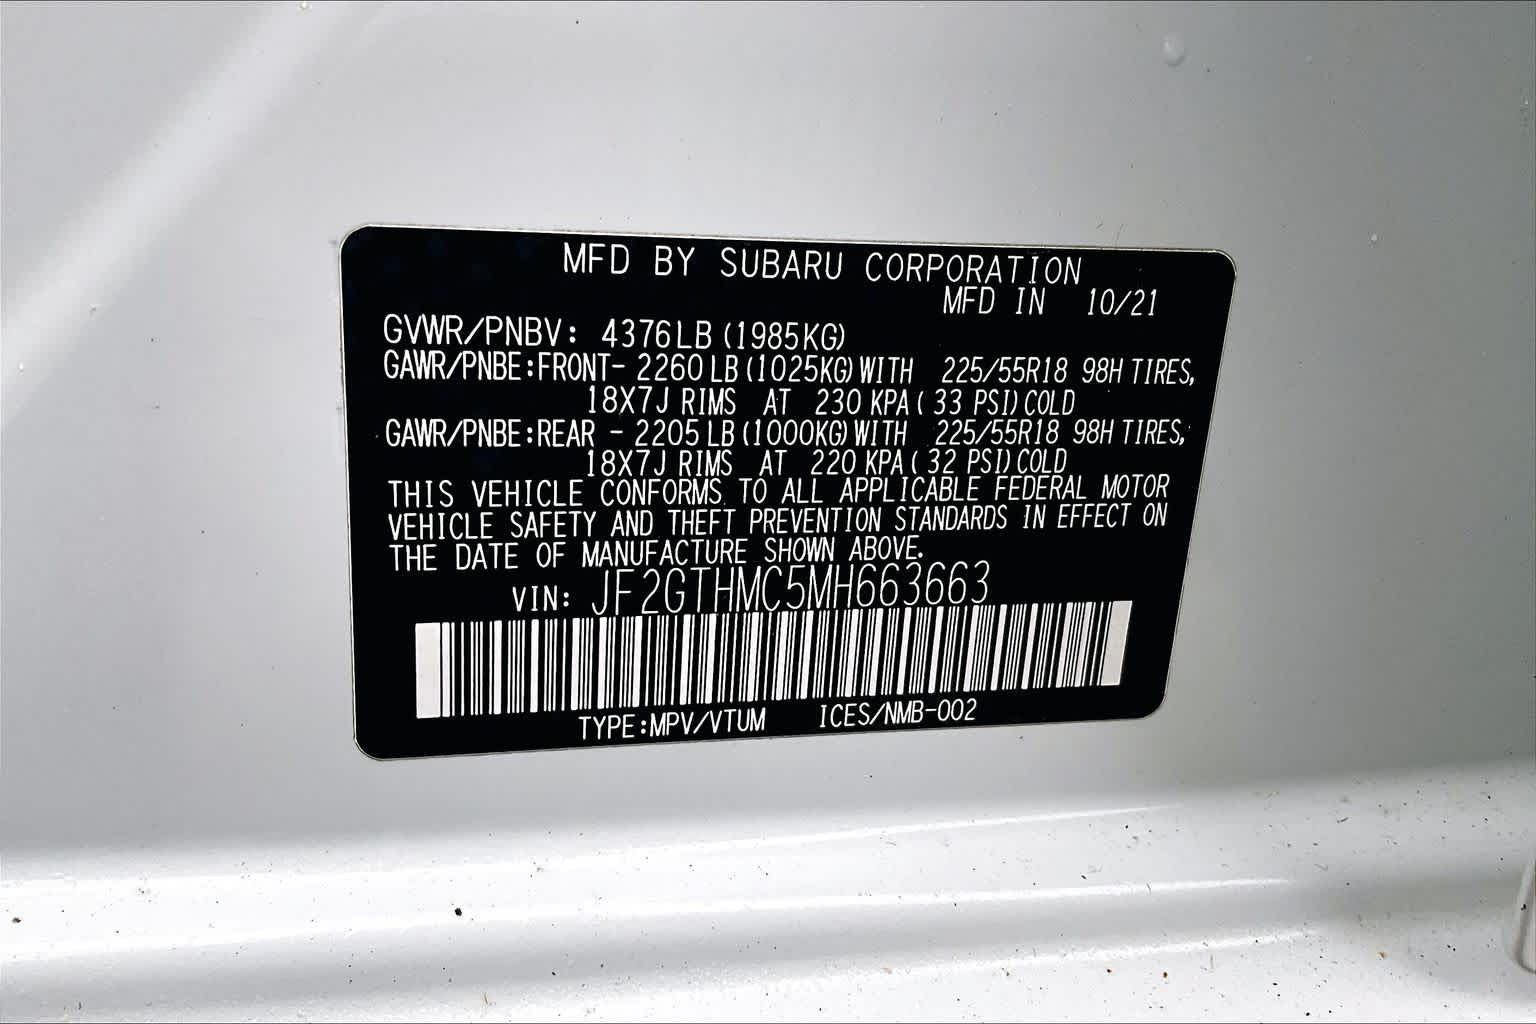 MFD BY SUBARU CORPORATION
MFD IN 10/21
GVWR/PNBV: 4376LB (1985KG)
GAWR/PNBE:FRONT- 2260 LB (1025KG) WITH 225/55R18 98H TIRES,
18X7J RIMS AT 230 KPA ( 33 PSI) COLD
GAWR/PNBE:REAR - 2205 LB (1000KG) WITH 225/55R18 98H TIRES,
18X7J RIMS AT 220 KPA ( 32 PSI) COLD
THIS VEHICLE CONFORMS TO ALL APPLICABLE FEDERAL MOTOR
VEHICLE SAFETY AND THEFT PREVENTION STANDARDS IN EFFECT ON
THE DATE OF MANUFACTURE SHOWN ABOVE.
VIN: JF2GTHMC5MH663663
TYPE:MPV/VTUM ICES/NMB-002